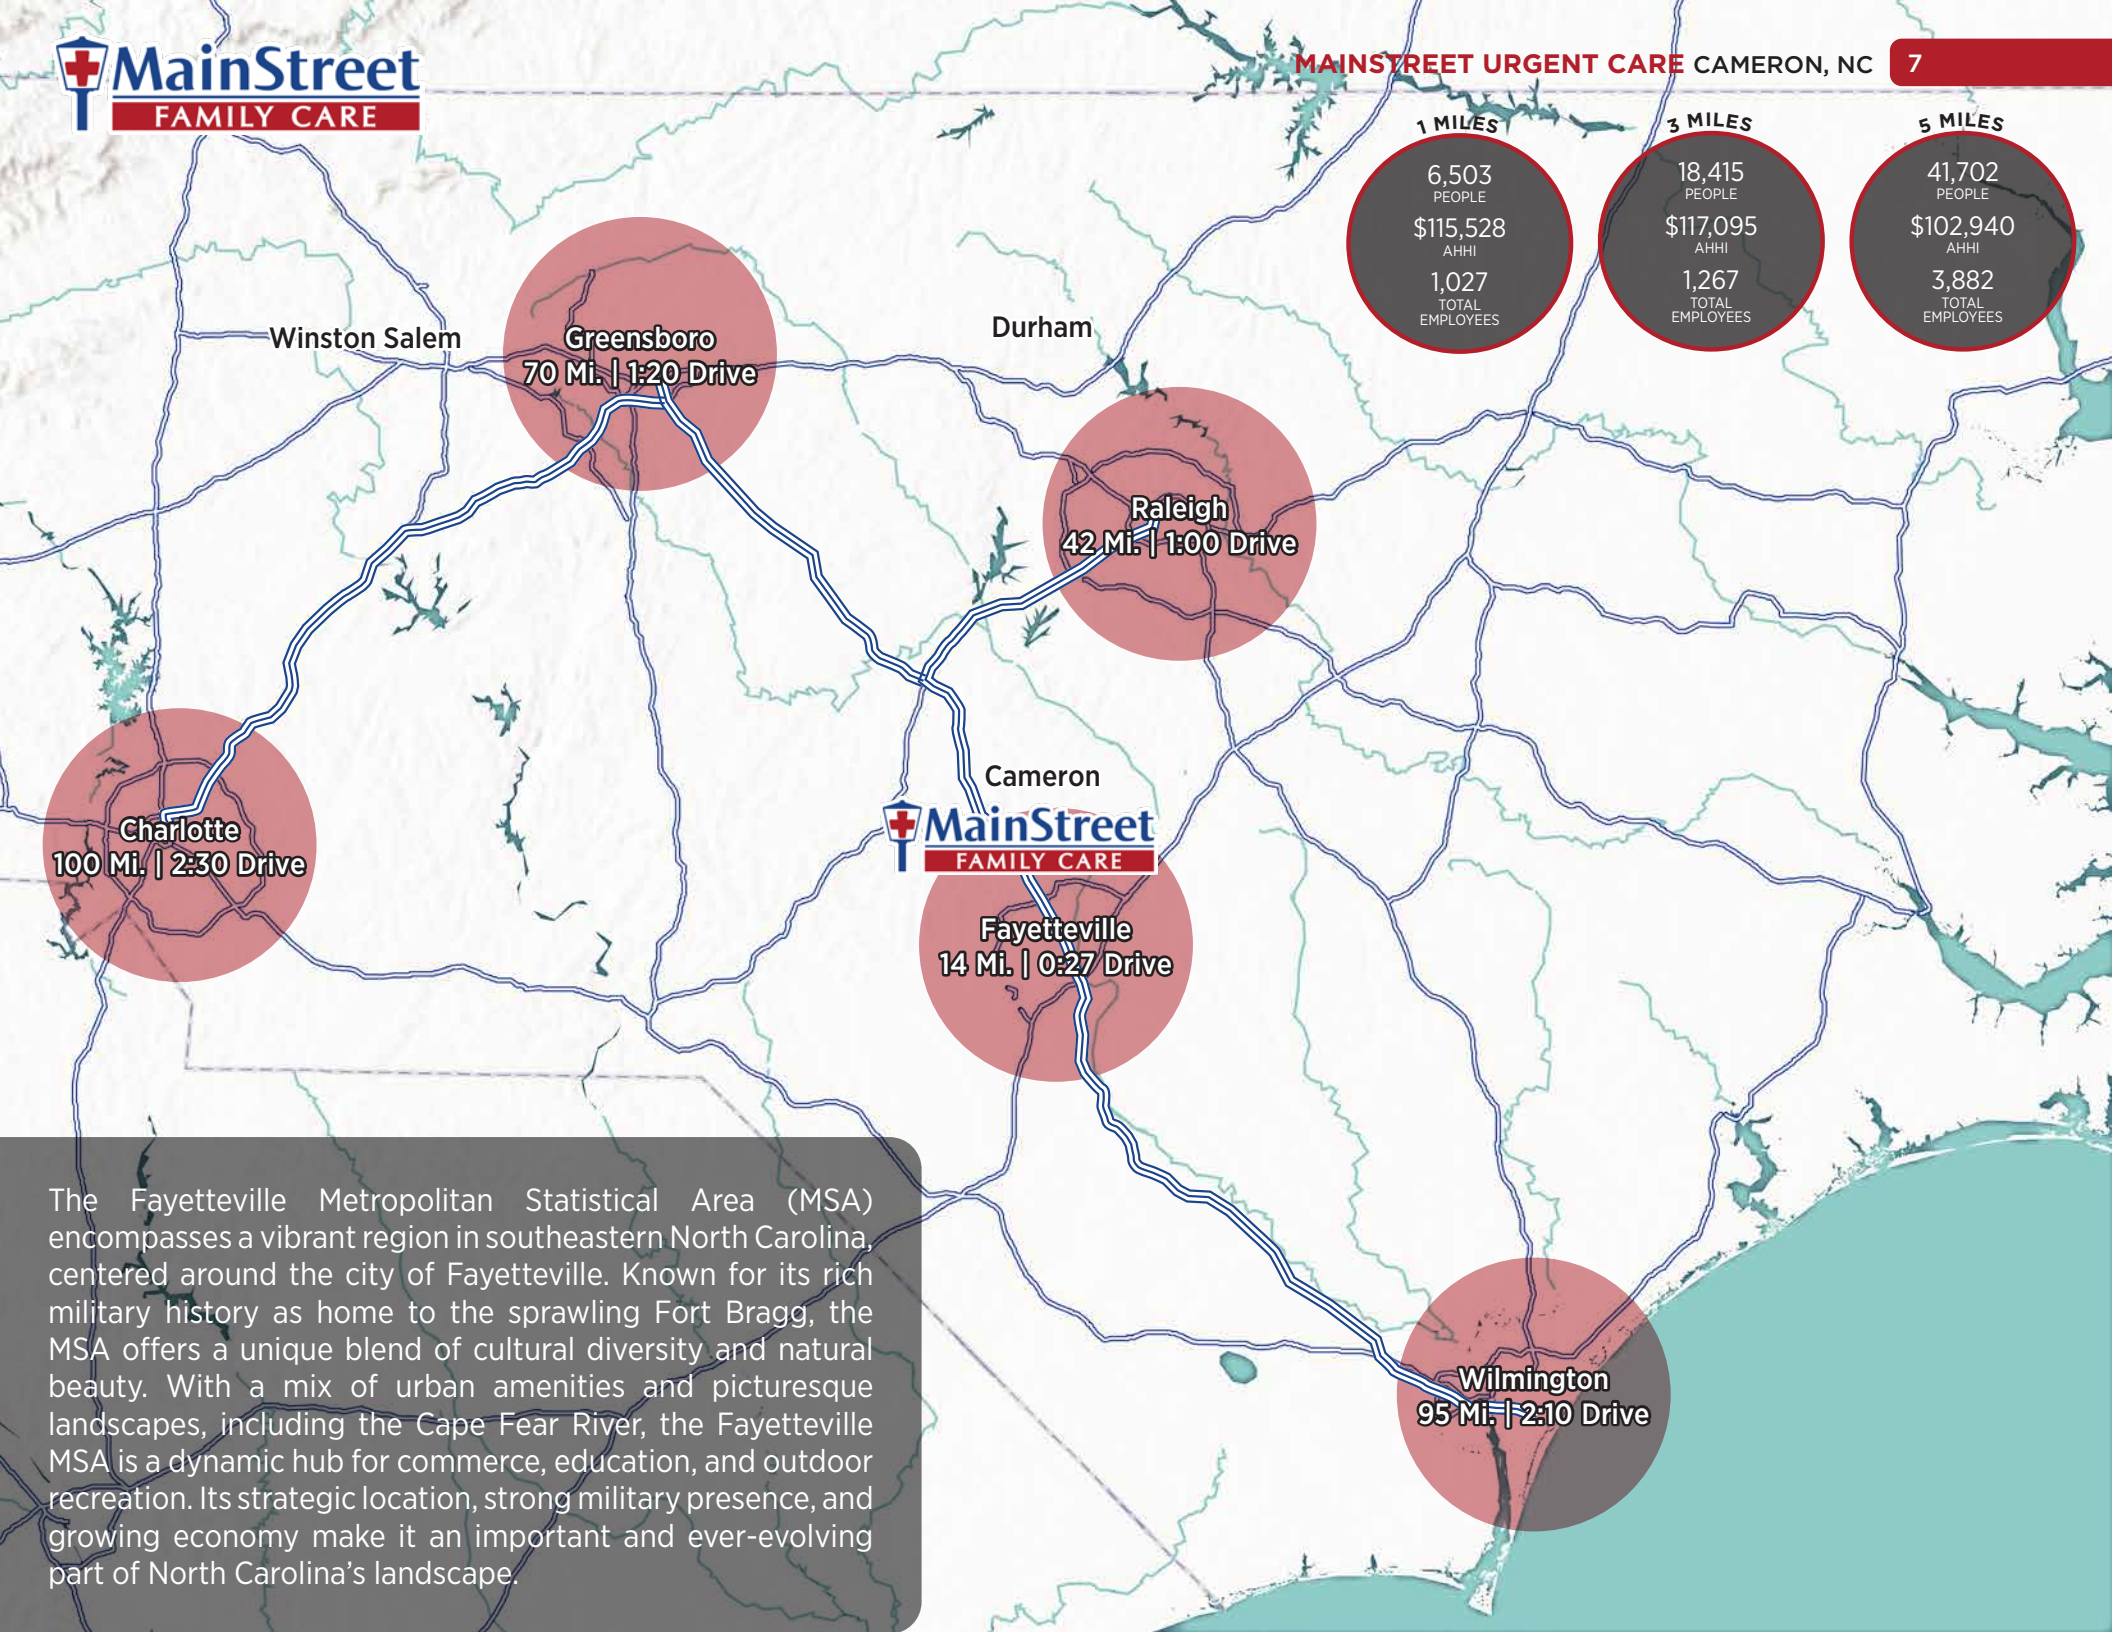 MainStreet
FAMILY CARE
MAINSTREET URGENT CARE CAMERON, NC
7
1 MILES
6,503
PEOPLE
$115,528
AHHI
1,027
TOTAL
EMPLOYEES
3 MILES
18,415
PEOPLE
$117,095
AHHI
1,267
TOTAL
EMPLOYEES
5 MILES
41,702
PEOPLE
$102,940
AHHI
3,882
TOTAL
EMPLOYEES
Winston Salem
Greensboro
70 Mi. | 1:20 Drive
Durham
Raleigh
42 Mi. | 1:00 Drive
Charlotte
100 Mi. | 2:30 Drive
Cameron
MainStreet
FAMILY CARE
Fayetteville
14 Mi. | 0:27 Drive
Wilmington
95 Mi. | 2:10 Drive
The Fayetteville Metropolitan Statistical Area (MSA)
encompasses a vibrant region in southeastern North Carolina,
centered around the city of Fayetteville. Known for its rich
military history as home to the sprawling Fort Bragg, the
MSA offers a unique blend of cultural diversity and natural
beauty. With a mix of urban amenities and picturesque
landscapes, including the Cape Fear River, the Fayetteville
MSA is a dynamic hub for commerce, education, and outdoor
recreation. Its strategic location, strong military presence, and
growing economy make it an important and ever-evolving
part of North Carolina's landscape.